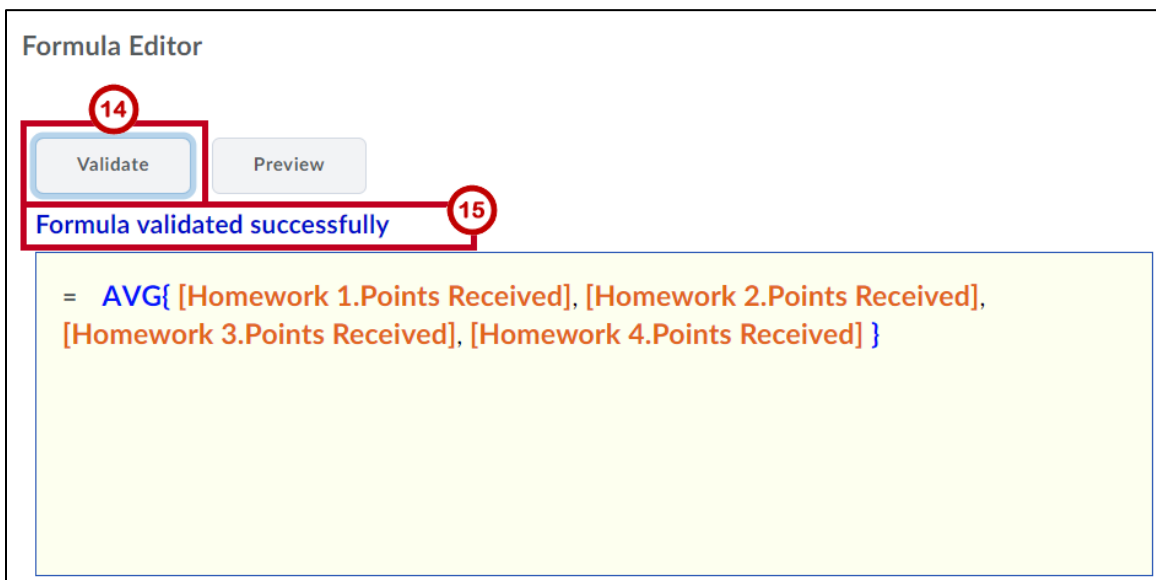 Formula Editor
14
Validate Preview
15
Formula validated successfully
= AVG{ [Homework 1.Points Received], [Homework 2.Points Received],
[Homework 3.Points Received], [Homework 4.Points Received] }